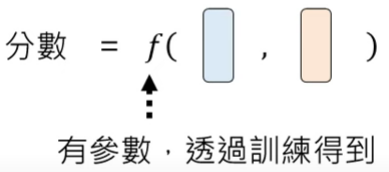 分數 = f( , )
有參數，透過訓練得到